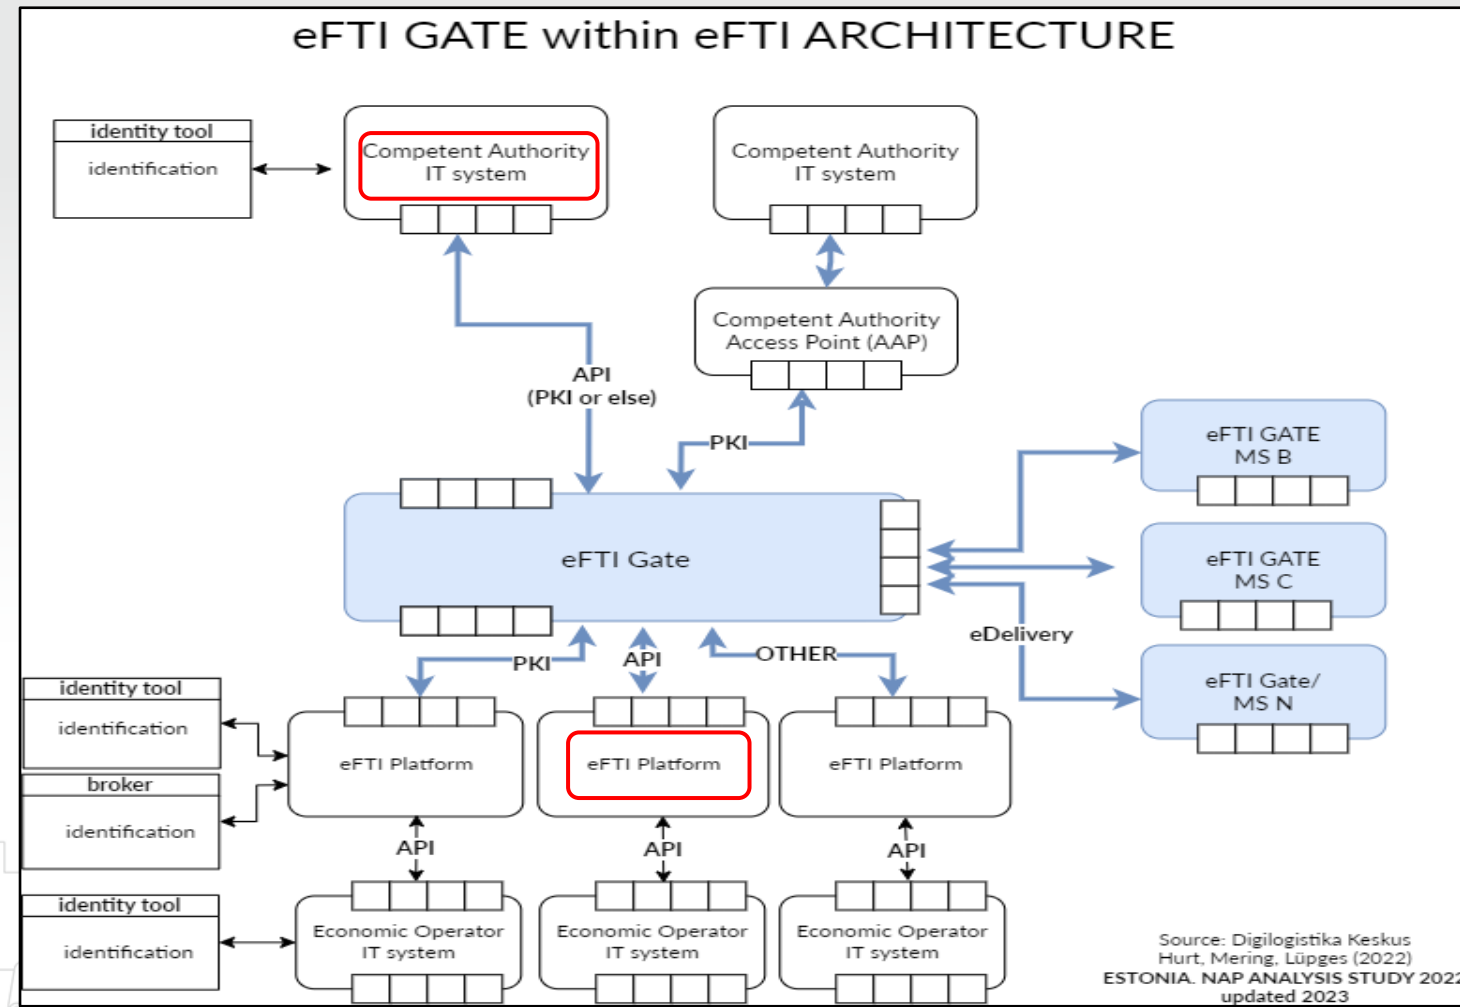 eFTI GATE within eFTI ARCHITECTURE
identity tool
identification
Competent Authority
IT system
Competent Authority
IT system
Competent Authority
Access Point (AAP)
API
(PKI or else)
PKI
eFTI GATE
MS B
eFTI Gate
eFTI GATE
MS C
eDelivery
PKI
API
OTHER
eFTI Gate/
MS N
identity tool
identification
eFTI Platform
eFTI Platform
eFTI Platform
broker
identification
API
API
API
identity tool
identification
Economic Operator
IT system
Economic Operator
IT system
Economic Operator
IT system
Source: Digilogistika Keskus
Hurt, Mering, Lüpges (2022)
ESTONIA. NAP ANALYSIS STUDY 2022
updated 2023